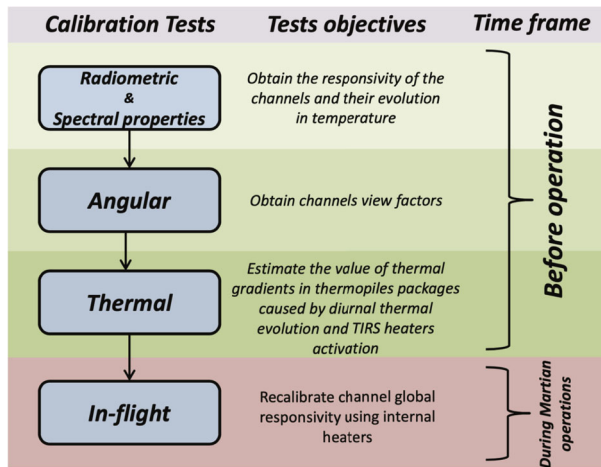 Calibration Tests
Tests objectives
Time frame
Radiometric
&
Spectral properties
Obtain the responsivity of the
channels and their evolution
in temperature
Angular
Obtain channels view factors
Thermal
Estimate the value of thermal
gradients in thermopiles packages
caused by diurnal thermal
evolution and TIRS heaters
activation
Before operation
In-flight
Recalibrate channel global
responsivity using internal
heaters
During Martian
operations